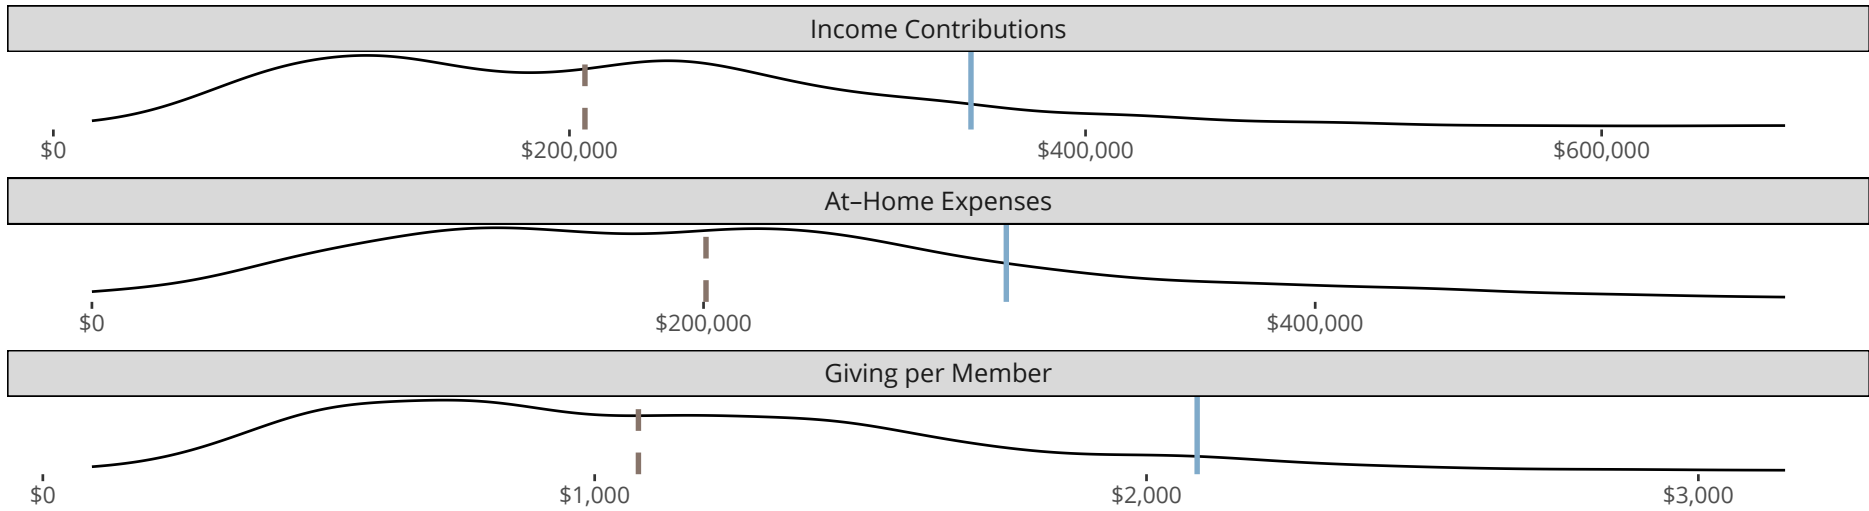 Income Contributions
$0 $200,000 $400,000 $600,000
At–Home Expenses
$0 $200,000 $400,000
Giving per Member
$0 $1,000 $2,000 $3,000